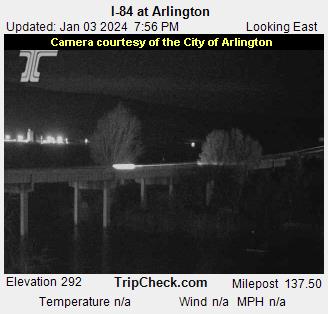 I-84 at Arlington
Updated: Jan 03 2024 7:56 PM Looking East
Camera courtesy of the City of Arlington
Elevation 292 TripCheck.com Milepost 137.50
Temperature n/a Wind n/a MPH n/a